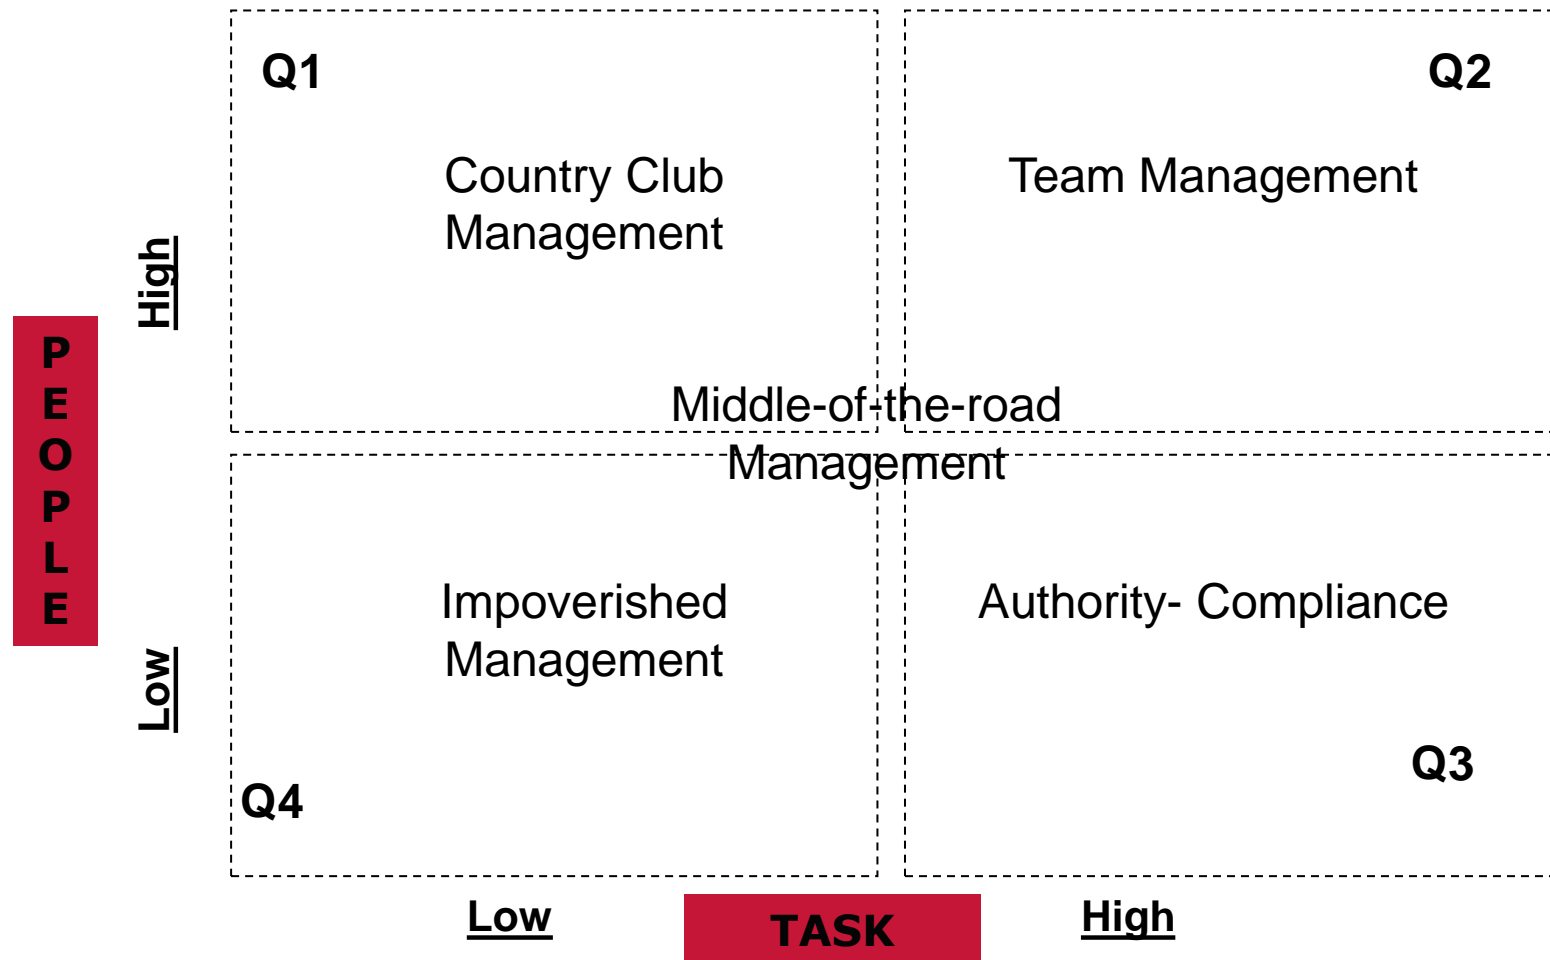 Q1
Q2
Country Club
Management
Team Management
High
P
E
O
P
L
E
Middle-of-the-road
Management
Impoverished
Management
Authority- Compliance
Low
Q3
Q4
Low
TASK
High